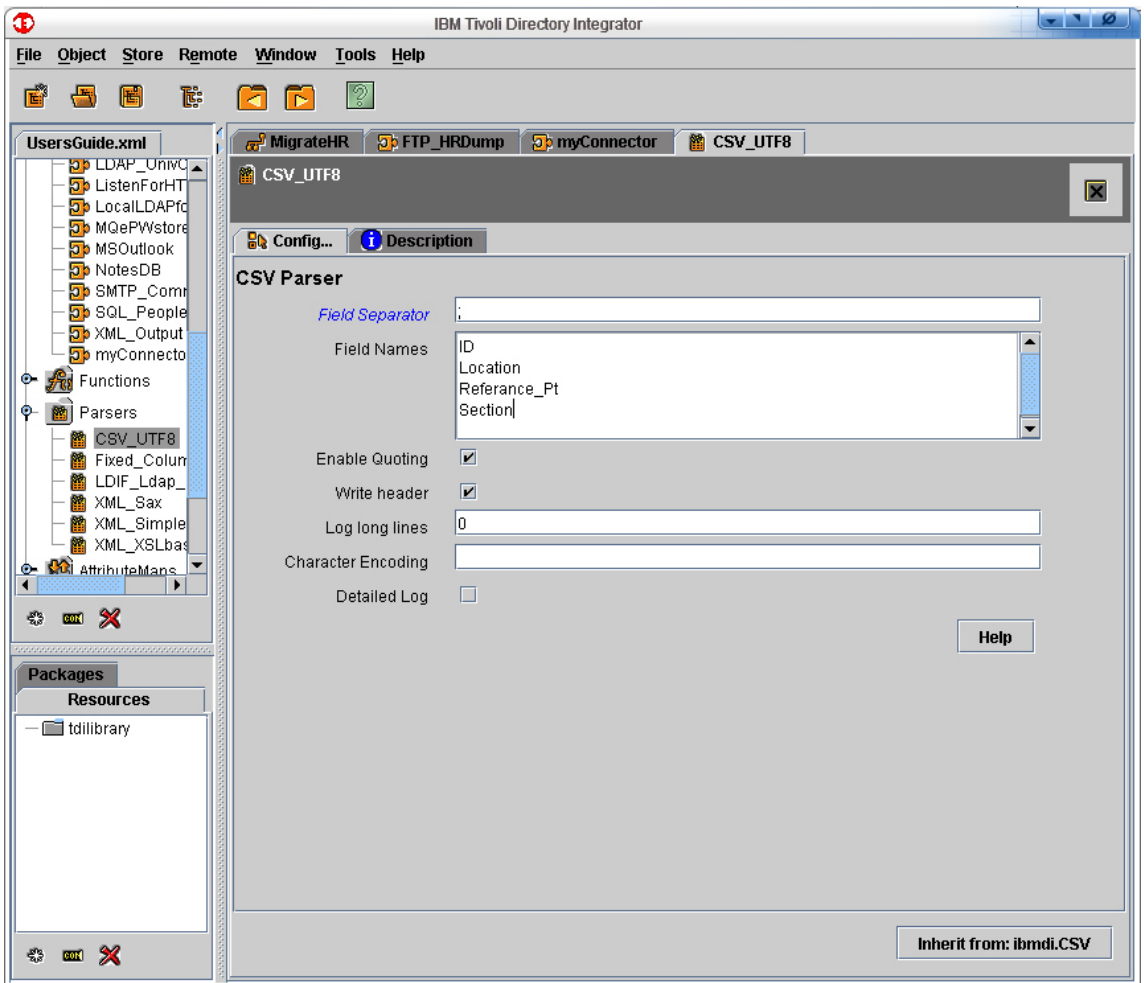 IBM Tivoli Directory Integrator
File Object Store Remote Window Tools Help
UsersGuide.xml
LDAP_UnivC
ListenForHT
LocalLDAPfo
MQePWstore
MSOutlook
NotesDB
SMTP_Comr
SQL_People
XML_Output
myConnecto
Functions
Parsers
CSV_UTF8
Fixed_Colum
LDIF_Ldap_
XML_Sax
XML_Simple
XML_XSLbas
AttributeMaps
CON
Packages
Resources
tdilibrary
CON
MigrateHR FTP_HRDump myConnector CSV_UTF8
CSV_UTF8
Config... Description
CSV Parser
Field Separator ;
Field Names ID
Location
Referance_Pt
Section
Enable Quoting
Write header
Log long lines 0
Character Encoding
Detailed Log
Help
Inherit from: ibmdi.CSV